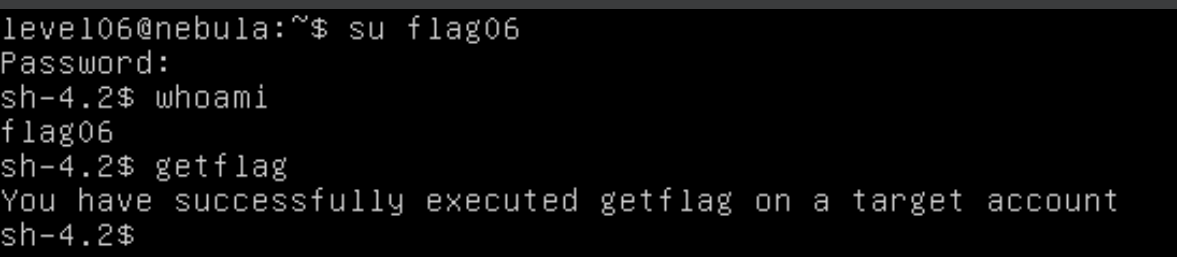 level06@nebula:~$ su flag06
Password:
sh-4.2$ whoami
flag06
sh-4.2$ getflag
You have successfully executed getflag on a target account
sh-4.2$